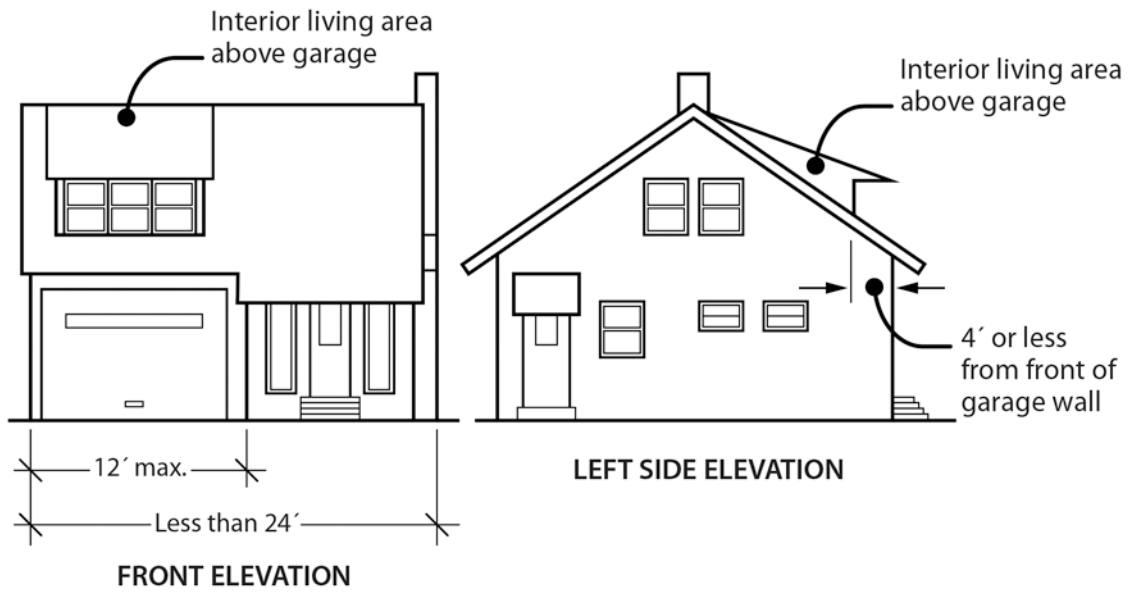 Interior living area
above garage
Interior living area
above garage
4´ or less
from front of
garage wall
12´ max.
Less than 24´
LEFT SIDE ELEVATION
FRONT ELEVATION